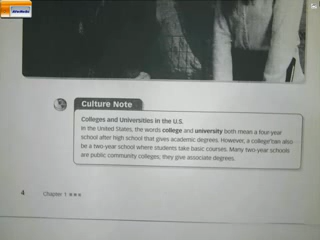 Culture Note
Colleges and Universities in the U.S.
In the United States, the words college and university both mean a four-year
school after high school that gives academic degrees. However, a college can also
be a two-year school where students take basic courses. Many two-year schools
are public community colleges; they give associate degrees.
4 Chapter 1 ★★★